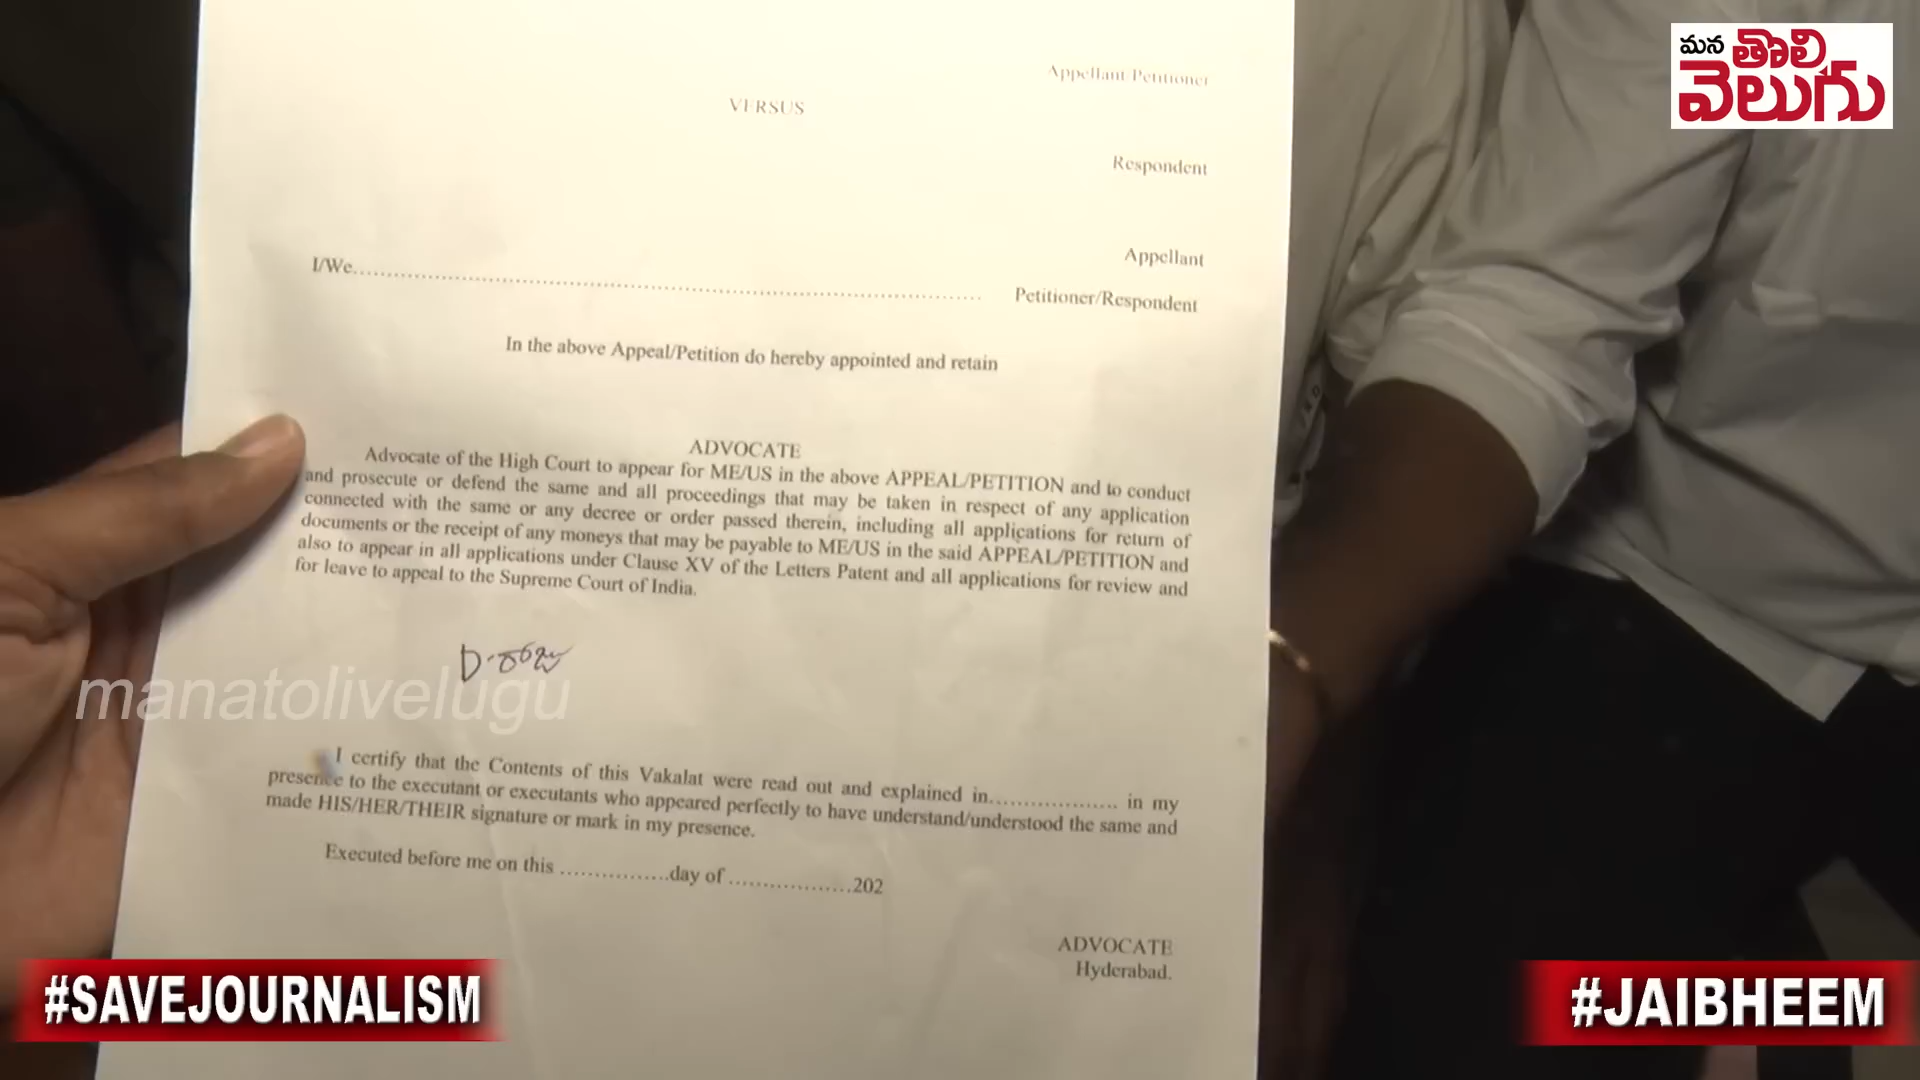 మన తొలి
వెలుగు
Appellant/Petitioner
VERSUS
Respondent
Appellant
I/We........................................................................................ Petitioner/Respondent
In the above Appeal/Petition do hereby appointed and retain
ADVOCATE
Advocate of the High Court to appear for ME/US in the above APPEAL/PETITION and to conduct
and prosecute or defend the same and all proceedings that may be taken in respect of any application
connected with the same or any decree or order passed therein, including all applications for return of
documents or the receipt of any moneys that may be payable to ME/US in the said APPEAL/PETITION and
also to appear in all applications under Clause XV of the Letters Patent and all applications for review and
for leave to appeal to the Supreme Court of India.
D.
manatolivelugu
I certify that the Contents of this Vakalat were read out and explained in................... in my
presence to the executant or executants who appeared perfectly to have understand/understood the same and
made HIS/HER/THEIR signature or mark in my presence.
Executed before me on this ................day of ..................202
ADVOCATE
Hyderabad.
#SAVEJOURNALISM
#JAIBHEEM